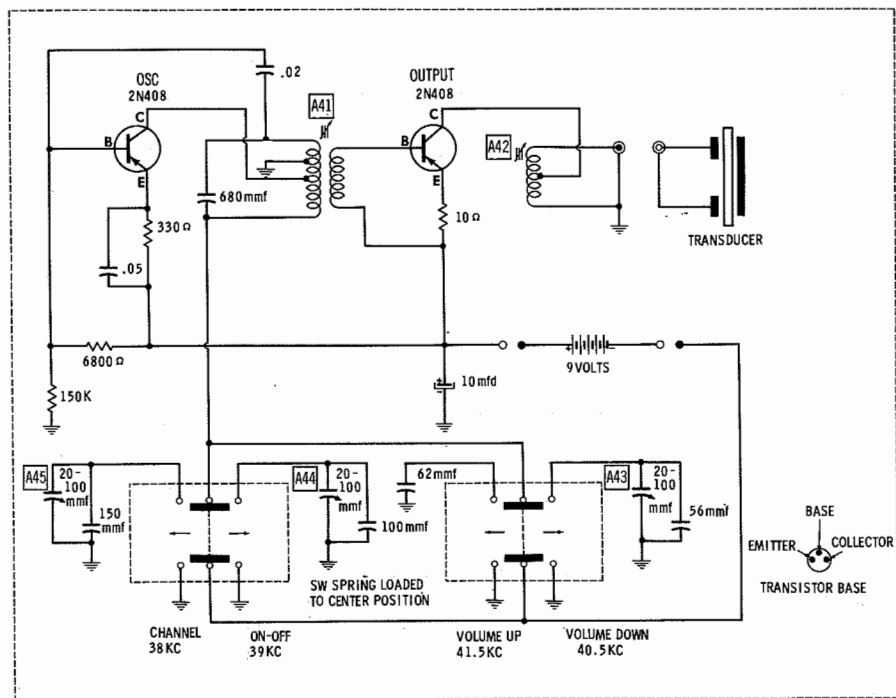 OSC
2N408
.02
OUTPUT
2N408
C
A41
C
A42
B
B
E
E
680mmf
330Ω
10Ω
.05
TRANSDUCER
6800Ω
+
-
9 VOLTS
150K
+
-
10mfd
A45
20-
100
mmf
150
mmf
A44
20-
100
mmf
100mmf
62mmf
A43
20-
100
mmf
56mmf
BASE
EMITTER
COLLECTOR
TRANSISTOR BASE
SW SPRING LOADED
TO CENTER POSITION
CHANNEL
38KC
ON-OFF
39KC
VOLUME UP
41.5KC
VOLUME DOWN
40.5KC